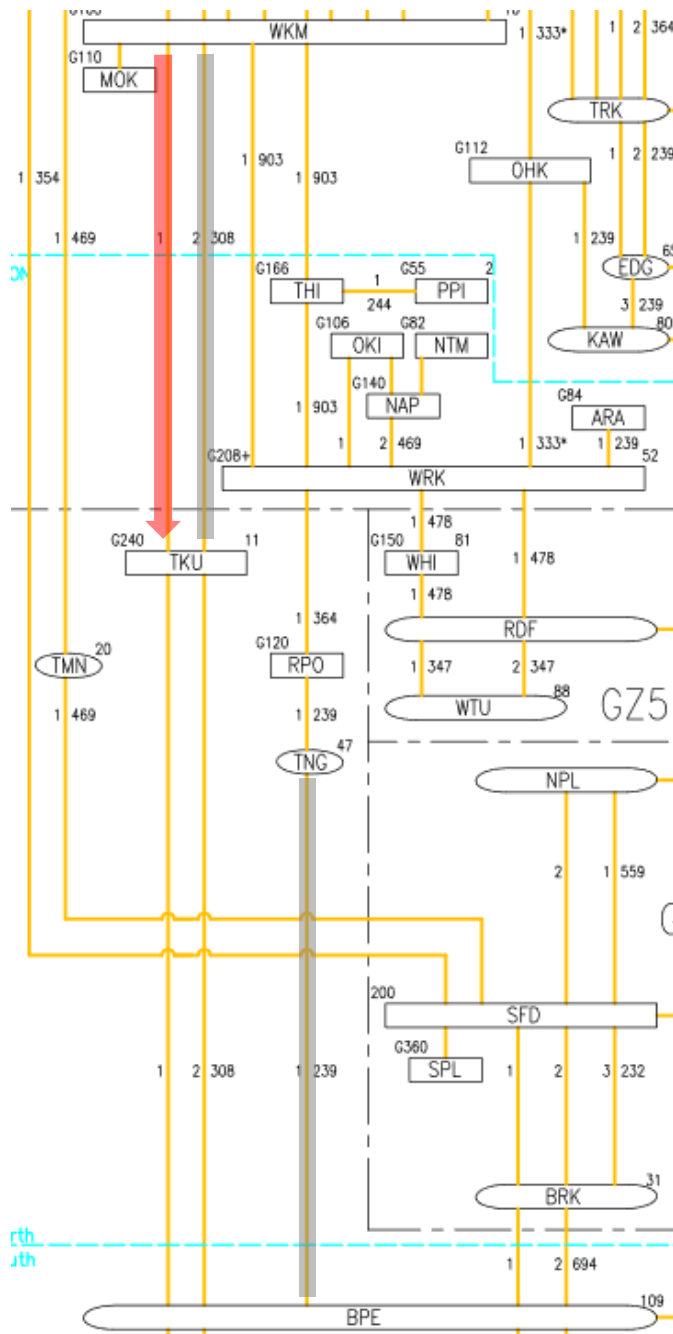 WKM
1 333*
1 2 364
G110
MOK
TRK
1 903
1 903
G112
OHK
1 2 239
1 354
1 469
1 2 308
1 239
ON
G166
THI
1
244
G55 2
PPI
EDG
3 239
G106
OKI
G82
NTM
KAW 80
1 903
G140
NAP
G84
ARA
1 2 469
1 333*
1 239
G208+
WRK
52
1 478
G240 11
TKU
G150 81
WHI
1 478
1 478
1 364
RDF
20
TMN
G120
RPO
1 347
2 347
1 469
1 239
88
WTU
GZ5
47
TNG
NPL
2 1 559
200
SFD
G360
SPL
1 2 308
1 239
1 2 3 232
31
BRK
rth
uth
1 2 694
109
BPE